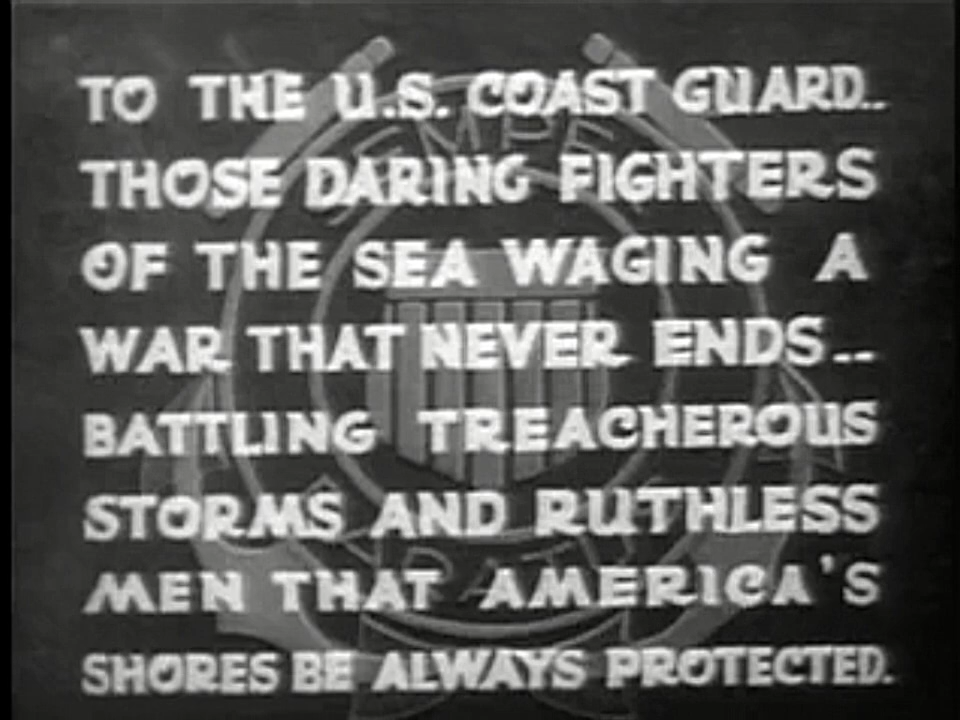 TO THE U.S. COAST GUARD..
THOSE DARING FIGHTERS
OF THE SEA WAGING A
WAR THAT NEVER ENDS--
BATTLING TREACHEROUS
STORMS AND RUTHLESS
MEN THAT AMERICA'S
SHORES BE ALWAYS PROTECTED.